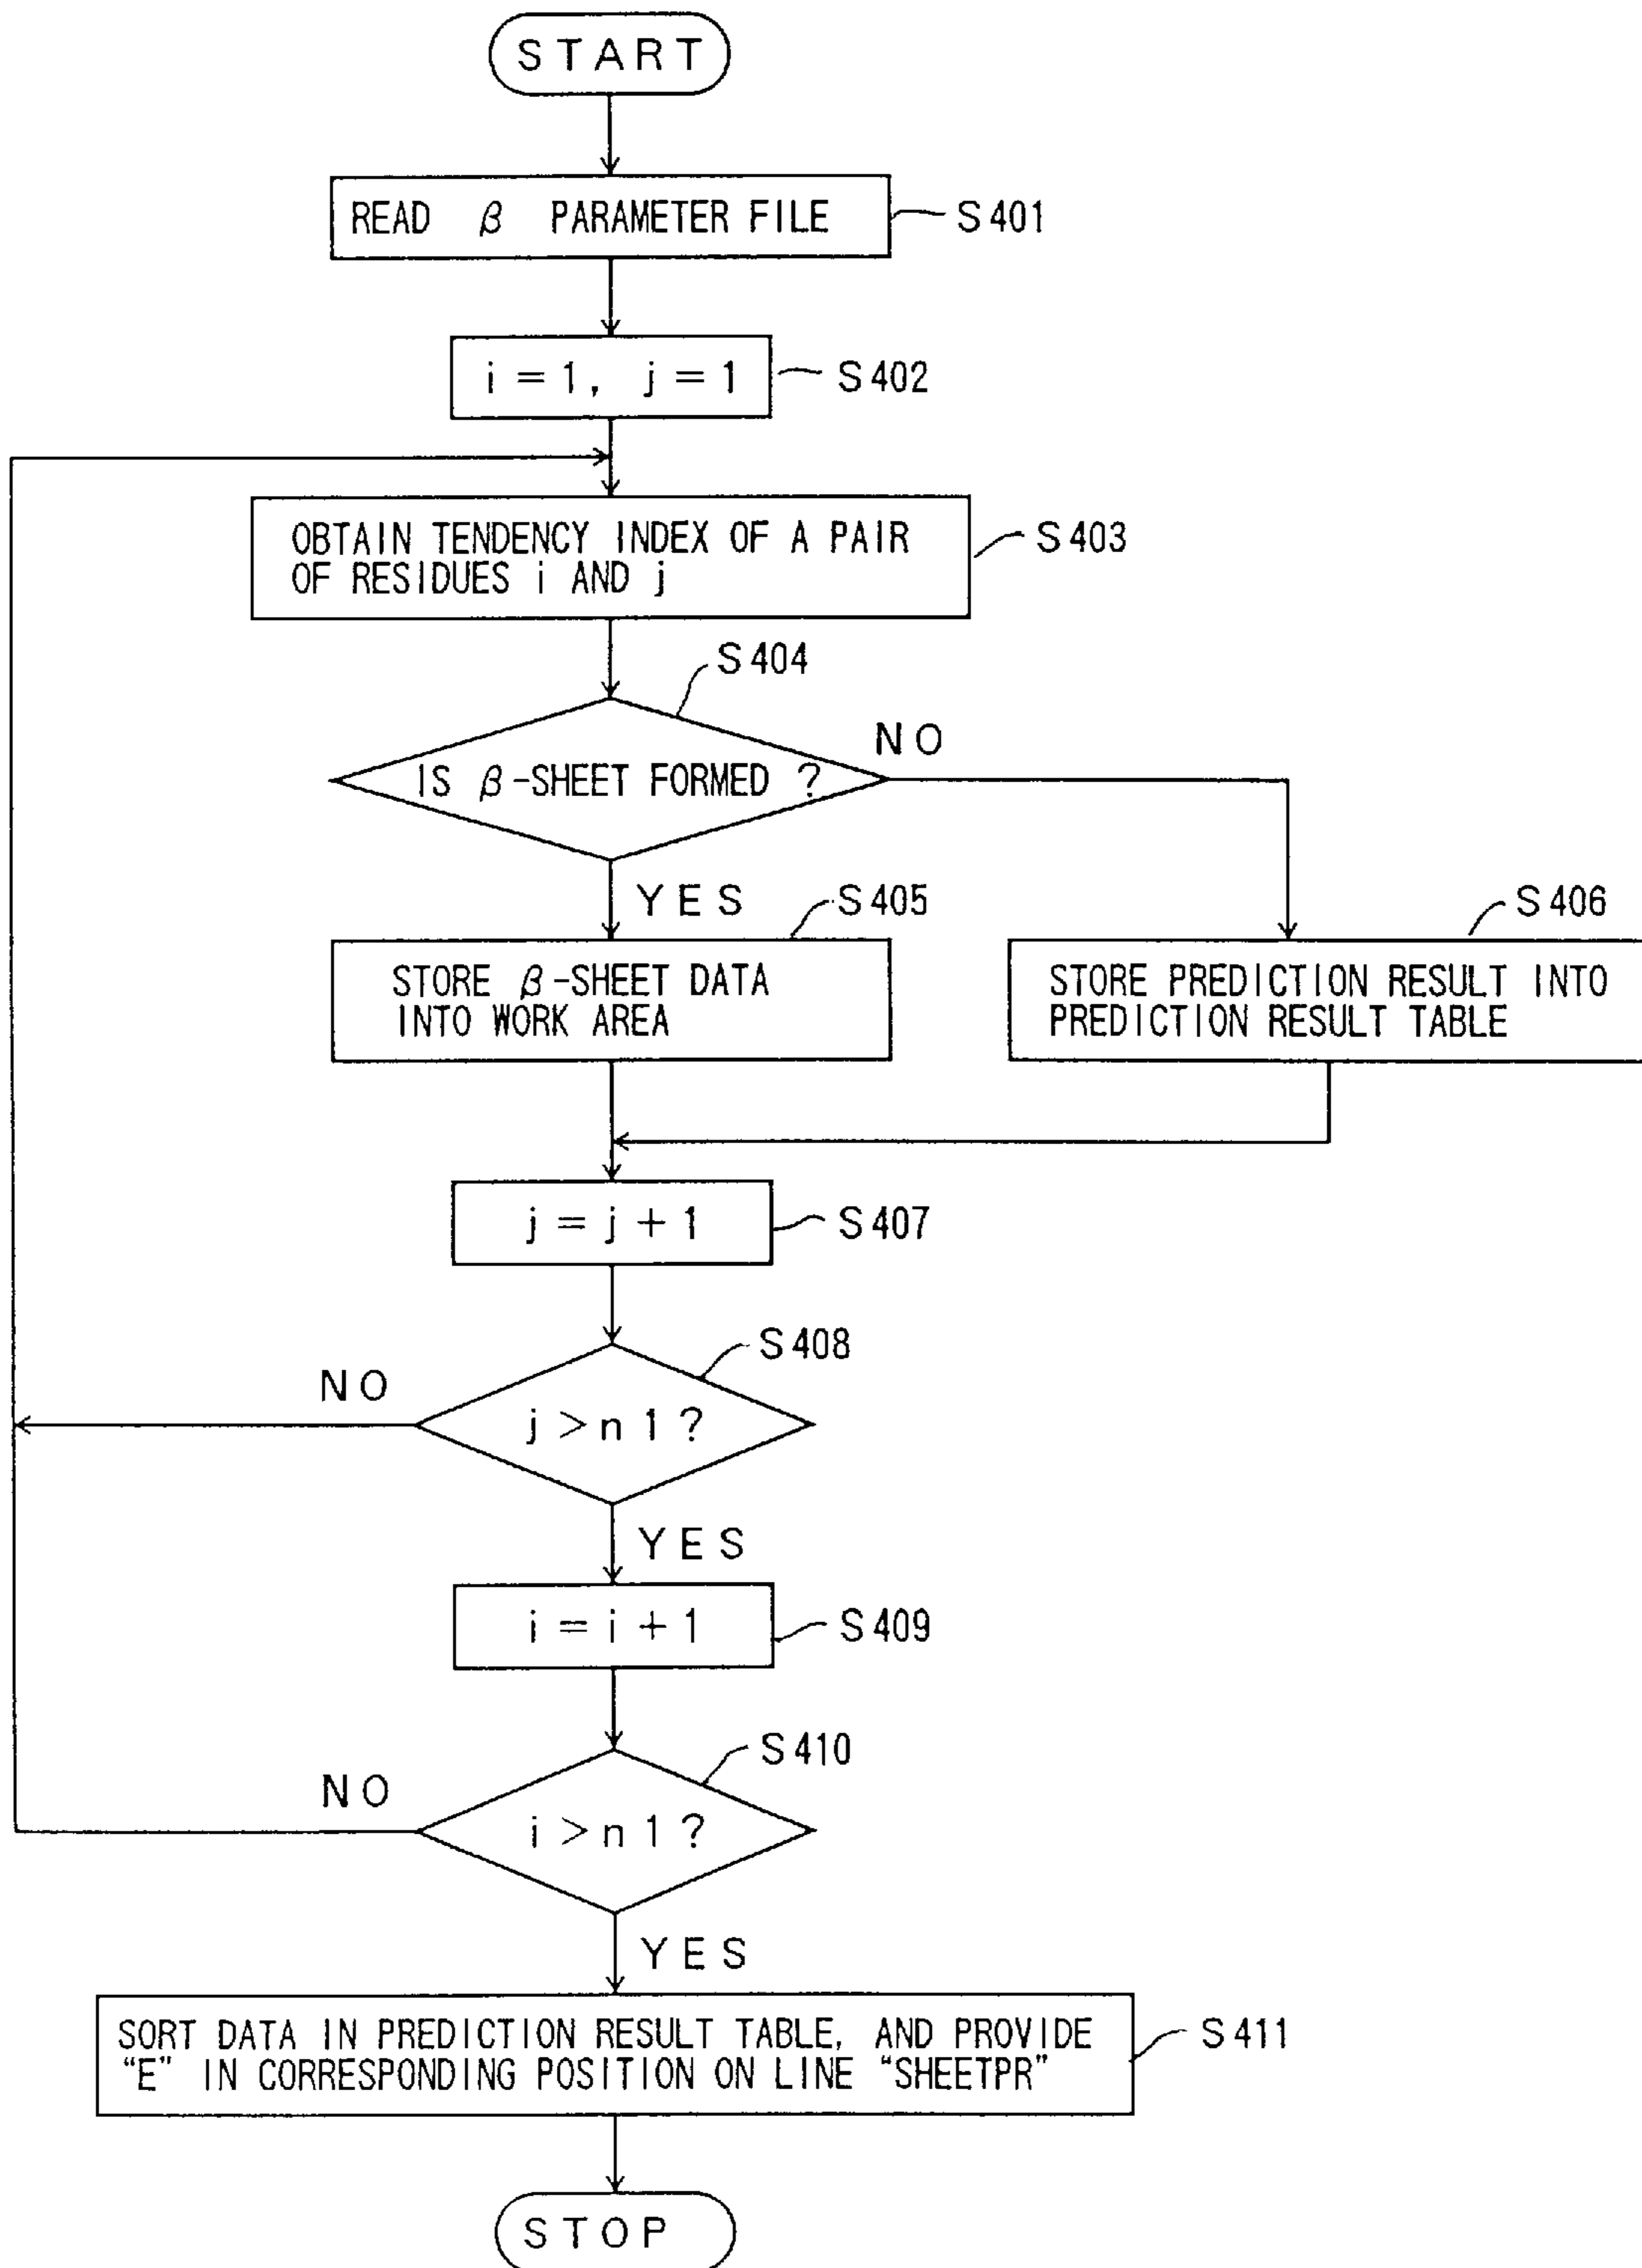 START
READ β PARAMETER FILE
S401
i = 1, j = 1
S402
OBTAIN TENDENCY INDEX OF A PAIR
OF RESIDUES i AND j
S403
S404
NO
IS β-SHEET FORMED ?
YES
S405
S406
STORE β-SHEET DATA
INTO WORK AREA
STORE PREDICTION RESULT INTO
PREDICTION RESULT TABLE
j = j + 1
S407
S408
NO
j > n 1 ?
YES
i = i + 1
S409
S410
NO
i > n 1 ?
YES
SORT DATA IN PREDICTION RESULT TABLE, AND PROVIDE
“E” IN CORRESPONDING POSITION ON LINE “SHEETPR”
S411
STOP